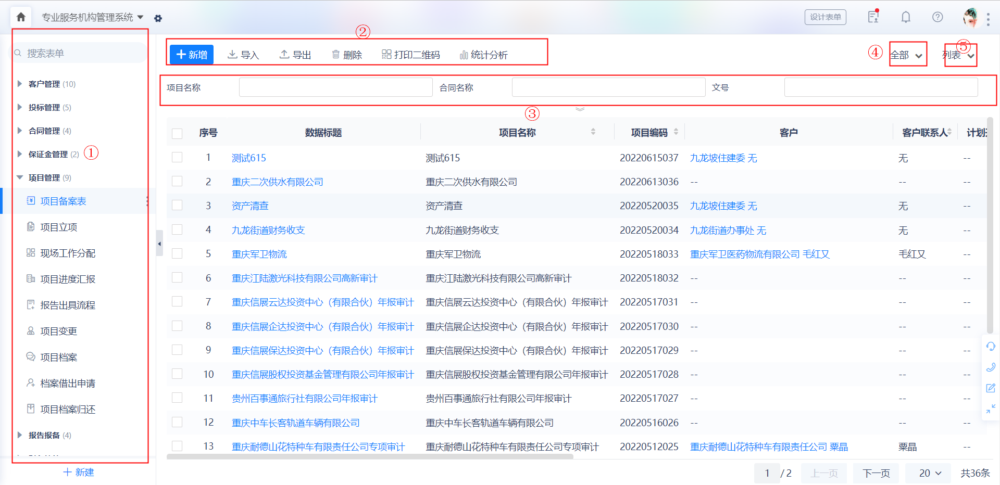 专业服务机构管理系统
设计表单
搜索表单
②
新增 导入 导出 删除 打印二维码 统计分析
④ 全部 列表 ⑤
项目名称 合同名称 文号
③
客户管理 (10)
投标管理 (5)
合同管理 (4)
保证金管理 (2) ①
项目管理 (9)
项目备案表
项目立项
现场工作分配
项目进度汇报
报告出具流程
项目变更
项目档案
档案借出申请
项目档案归还
报告报备 (4)
新建
序号 数据标题 项目名称 项目编码 客户 客户联系人 计划
1 测试615 测试615 20220615037 九龙坡住建委 无 无 --
2 重庆二次供水有限公司 重庆二次供水有限公司 20220613036 -- -- --
3 资产清查 资产清查 20220520035 九龙坡住建委 无 无 --
4 九龙街道财务收支 九龙街道财务收支 20220520034 九龙街道办事处 无 无 --
5 重庆军卫物流 重庆军卫物流 20220518033 重庆军卫医药物流有限公司 毛红又 毛红又 --
6 重庆江陆激光科技有限公司高新审计 重庆江陆激光科技有限公司高新审计 20220518032 -- -- --
7 重庆信展云达投资中心（有限合伙）年报审计 重庆信展云达投资中心（有限合伙）年报审计 20220517031 -- -- --
8 重庆信展企达投资中心（有限合伙）年报审计 重庆信展企达投资中心（有限合伙）年报审计 20220517030 -- -- --
9 重庆信展保达投资中心（有限合伙）年报审计 重庆信展保达投资中心（有限合伙）年报审计 20220517029 -- -- --
10 重庆信展股权投资基金管理有限公司年报审计 重庆信展股权投资基金管理有限公司年报审计 20220517028 -- -- --
11 贵州百事通旅行社有限公司年报审计 贵州百事通旅行社有限公司年报审计 20220517027 -- -- --
12 重庆中车长客轨道车辆有限公司 重庆中车长客轨道车辆有限公司 20220516026 -- -- --
13 重庆耐德山花特种车有限责任公司专项审计 重庆耐德山花特种车有限责任公司专项审计 20220512025 重庆耐德山花特种车有限责任公司 粟晶 粟晶 --
1 / 2 上一页 下一页 20 共36条